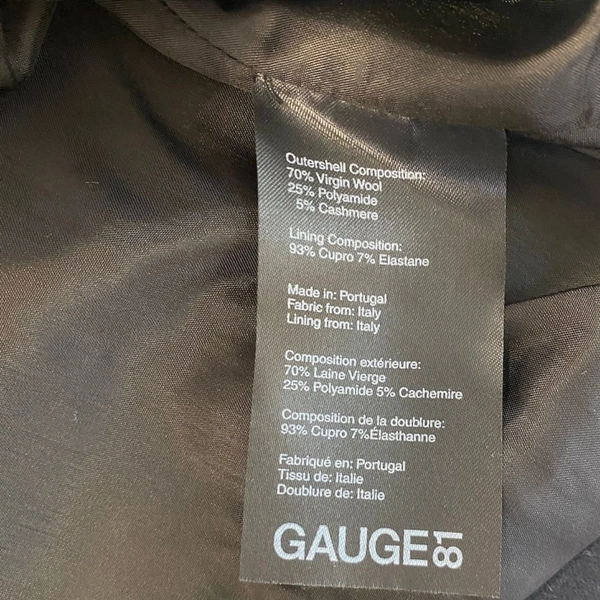 Outershell Composition:
70% Virgin Wool
25% Polyamide
5% Cashmere
Lining Composition:
93% Cupro 7% Elastane
Made in: Portugal
Fabric from: Italy
Lining from: Italy
Composition extérieure:
70% Laine Vierge
25% Polyamide 5% Cachemire
Composition de la doublure:
93% Cupro 7%Élasthanne
Fabriqué en: Portugal
Tissu de: Italie
Doublure de: Italie
GAUGE81